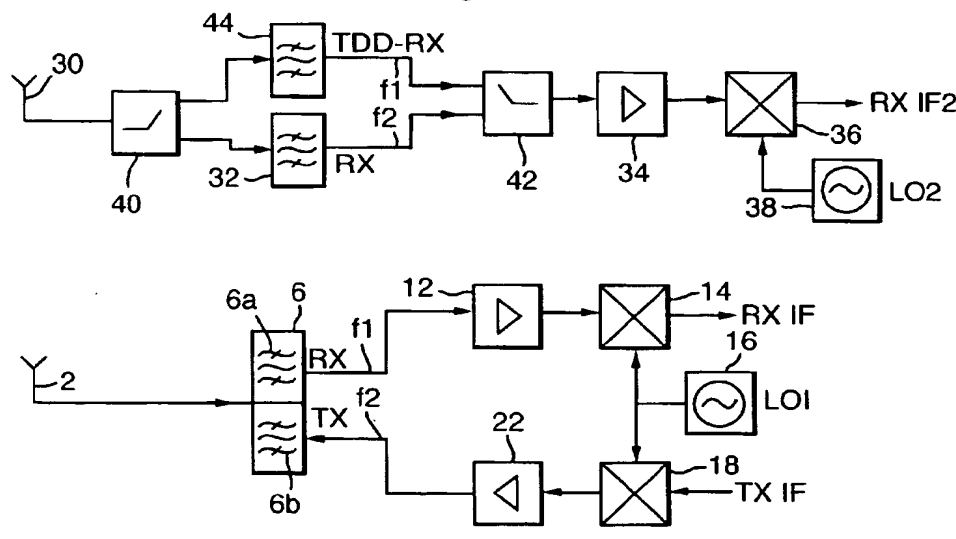 44
TDD-RX
30
f1
f2
RX IF2
36
32
RX
34
42
40
38
LO2
6
12
14
6a
RX IF
f1
RX
16
2
f2
LO1
TX
22
18
TX IF
6b